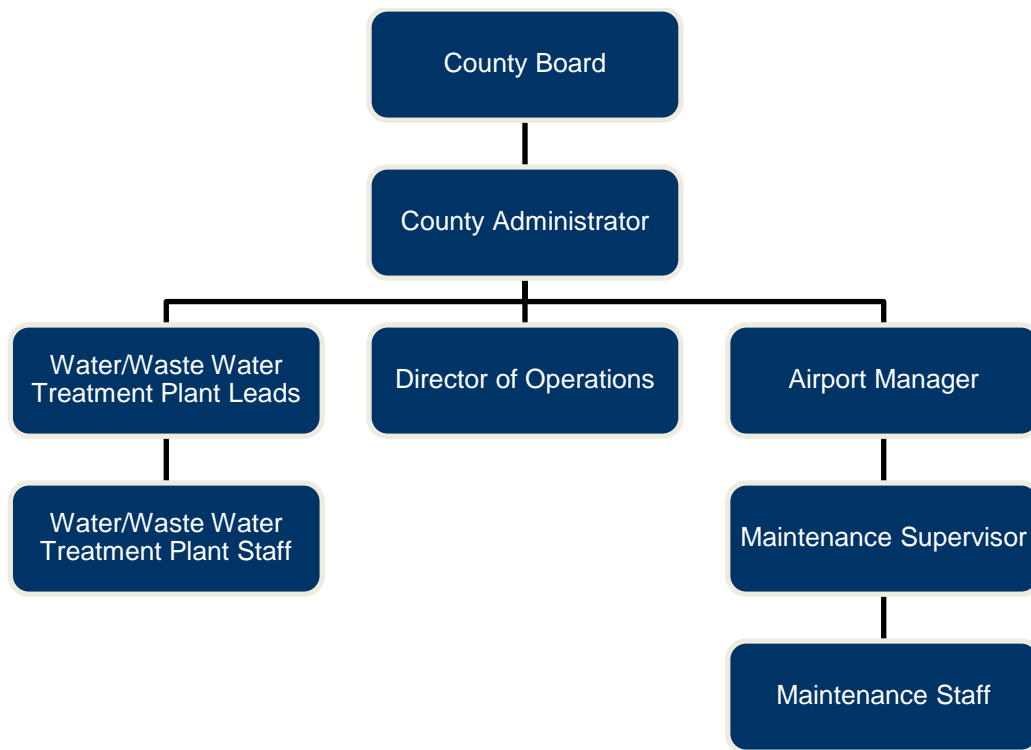 County Board
County Administrator
Water/Waste Water
Treatment Plant Leads
Director of Operations
Airport Manager
Water/Waste Water
Treatment Plant Staff
Maintenance Supervisor
Maintenance Staff